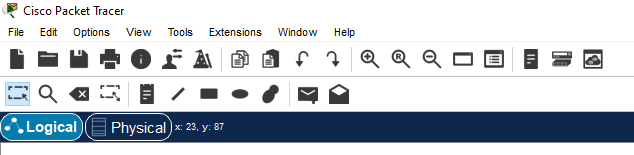 Cisco Packet Tracer
File Edit Options View Tools Extensions Window Help
Logical Physical x: 23, y: 87